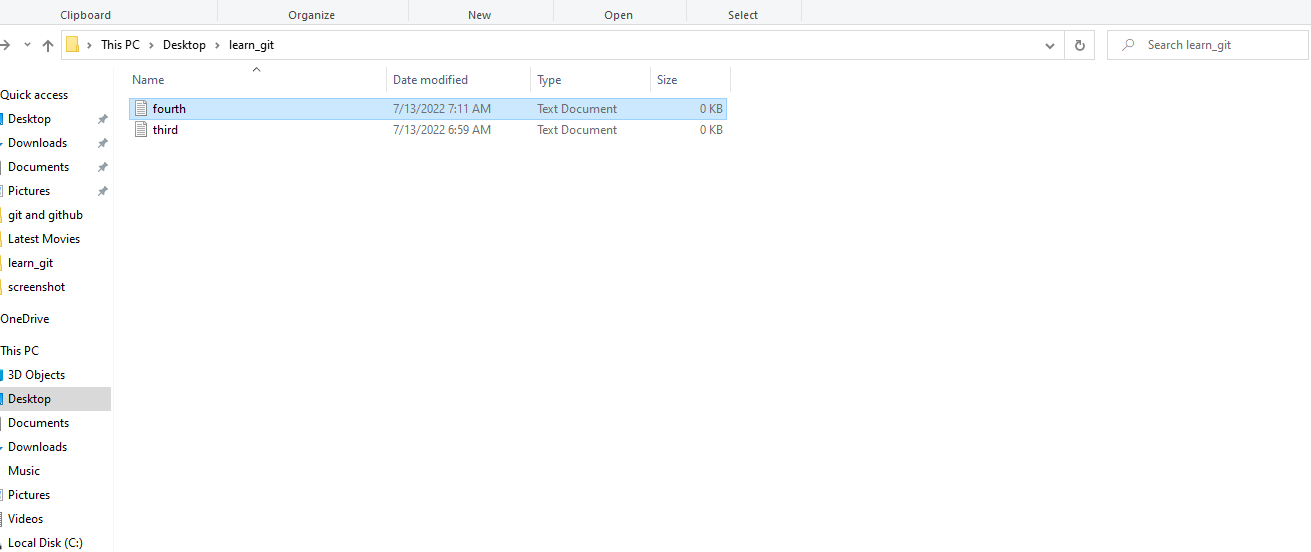 Clipboard Organize New Open Select
This PC Desktop learn_git Search learn_git
Name Date modified Type Size
fourth 7/13/2022 7:11 AM Text Document 0 KB
third 7/13/2022 6:59 AM Text Document 0 KB
Quick access
Desktop
Downloads
Documents
Pictures
git and github
Latest Movies
learn_git
screenshot
OneDrive
This PC
3D Objects
Desktop
Documents
Downloads
Music
Pictures
Videos
Local Disk (C:)